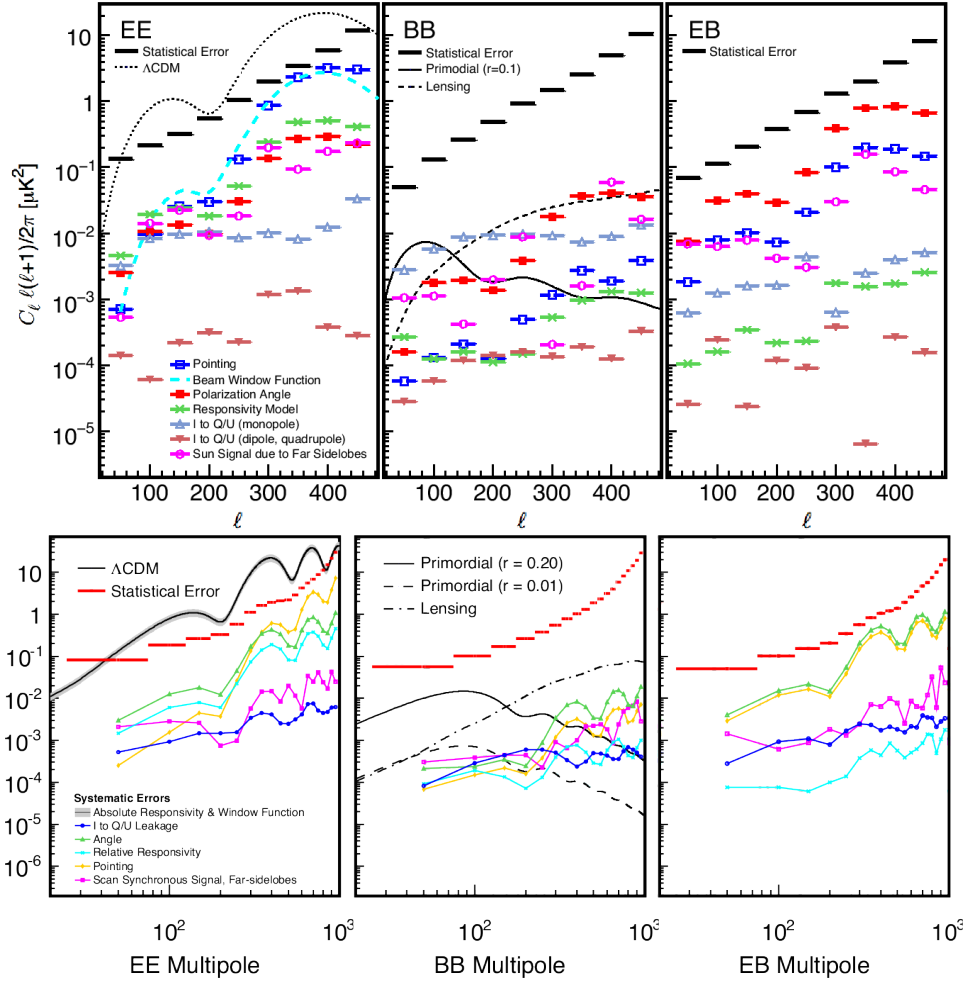 EE
Statistical Error
ΛCDM
BB
Statistical Error
Primodial (r=0.1)
Lensing
EB
Statistical Error
10
1
10⁻¹
10⁻²
10⁻³
10⁻⁴
10⁻⁵
C_ℓ ℓ(ℓ+1)/2π [μK²]
Pointing
Beam Window Function
Polarization Angle
Responsivity Model
I to Q/U (monopole)
I to Q/U (dipole, quadrupole)
Sun Signal due to Far Sidelobes
100 200 300 400
100 200 300 400
100 200 300 400
ℓ
ℓ
ℓ
10
1
10⁻¹
10⁻²
10⁻³
10⁻⁴
10⁻⁵
10⁻⁶
ΛCDM
Statistical Error
Systematic Errors
Absolute Responsivity & Window Function
I to Q/U Leakage
Angle
Relative Responsivity
Pointing
Scan Synchronous Signal, Far-sidelobes
Primordial (r = 0.20)
Primordial (r = 0.01)
Lensing
10² 10³
10² 10³
10² 10³
EE Multipole
BB Multipole
EB Multipole